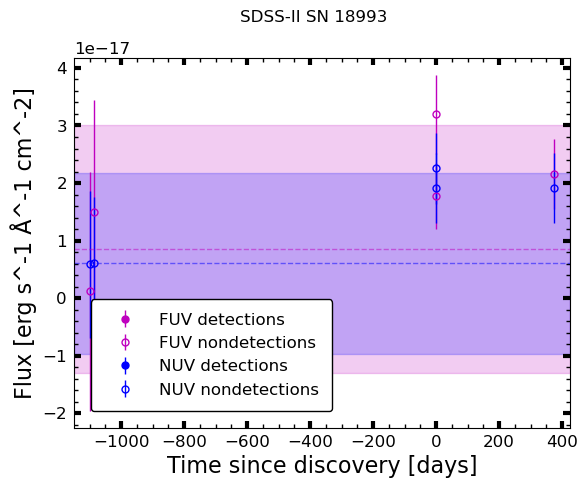 SDSS-II SN 18993
1e−17
4
3
2
1
0
−1
−2
Flux [erg s^-1 Å^-1 cm^-2]
FUV detections
FUV nondetections
NUV detections
NUV nondetections
−1000 −800 −600 −400 −200 0 200 400
Time since discovery [days]